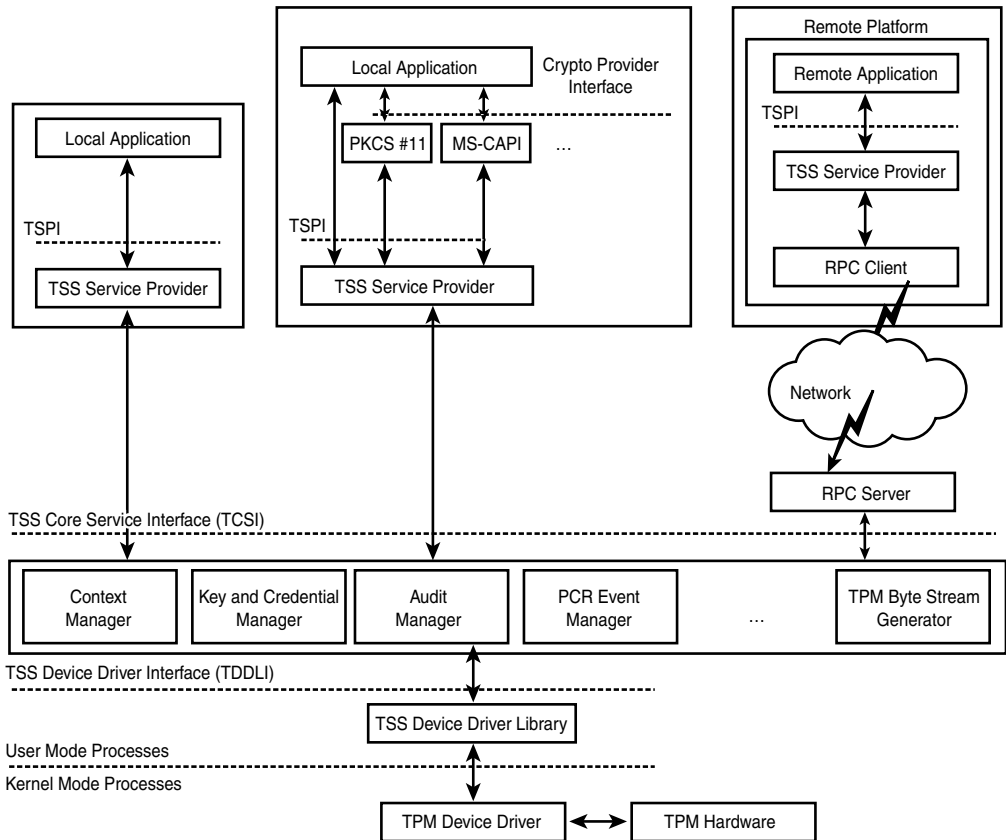 Remote Platform
Local Application
Crypto Provider
Interface
Remote Application
TSPI
Local Application
PKCS #11
MS-CAPI
...
TSS Service Provider
TSPI
TSPI
RPC Client
TSS Service Provider
TSS Service Provider
Network
RPC Server
TSS Core Service Interface (TCSI)
Context
Manager
Key and Credential
Manager
Audit
Manager
PCR Event
Manager
...
TPM Byte Stream
Generator
TSS Device Driver Interface (TDDLI)
TSS Device Driver Library
User Mode Processes
Kernel Mode Processes
TPM Device Driver
TPM Hardware